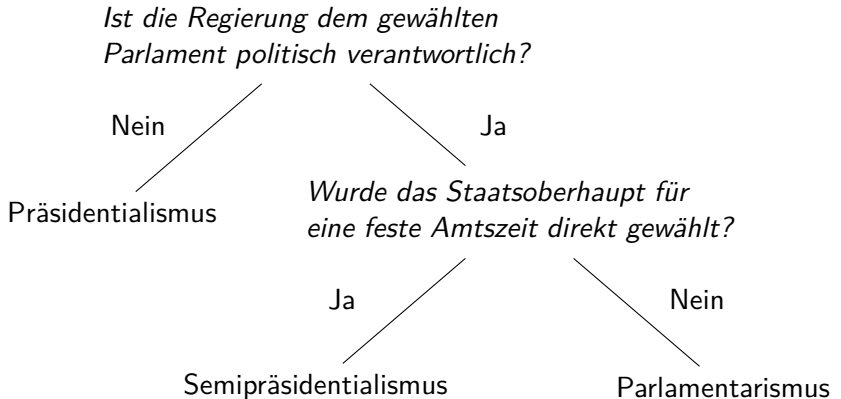 Ist die Regierung dem gewählten
Parlament politisch verantwortlich?
Nein
Ja
Präsidentialismus
Wurde das Staatsoberhaupt für
eine feste Amtszeit direkt gewählt?
Ja
Nein
Semipräsidentialismus
Parlamentarismus